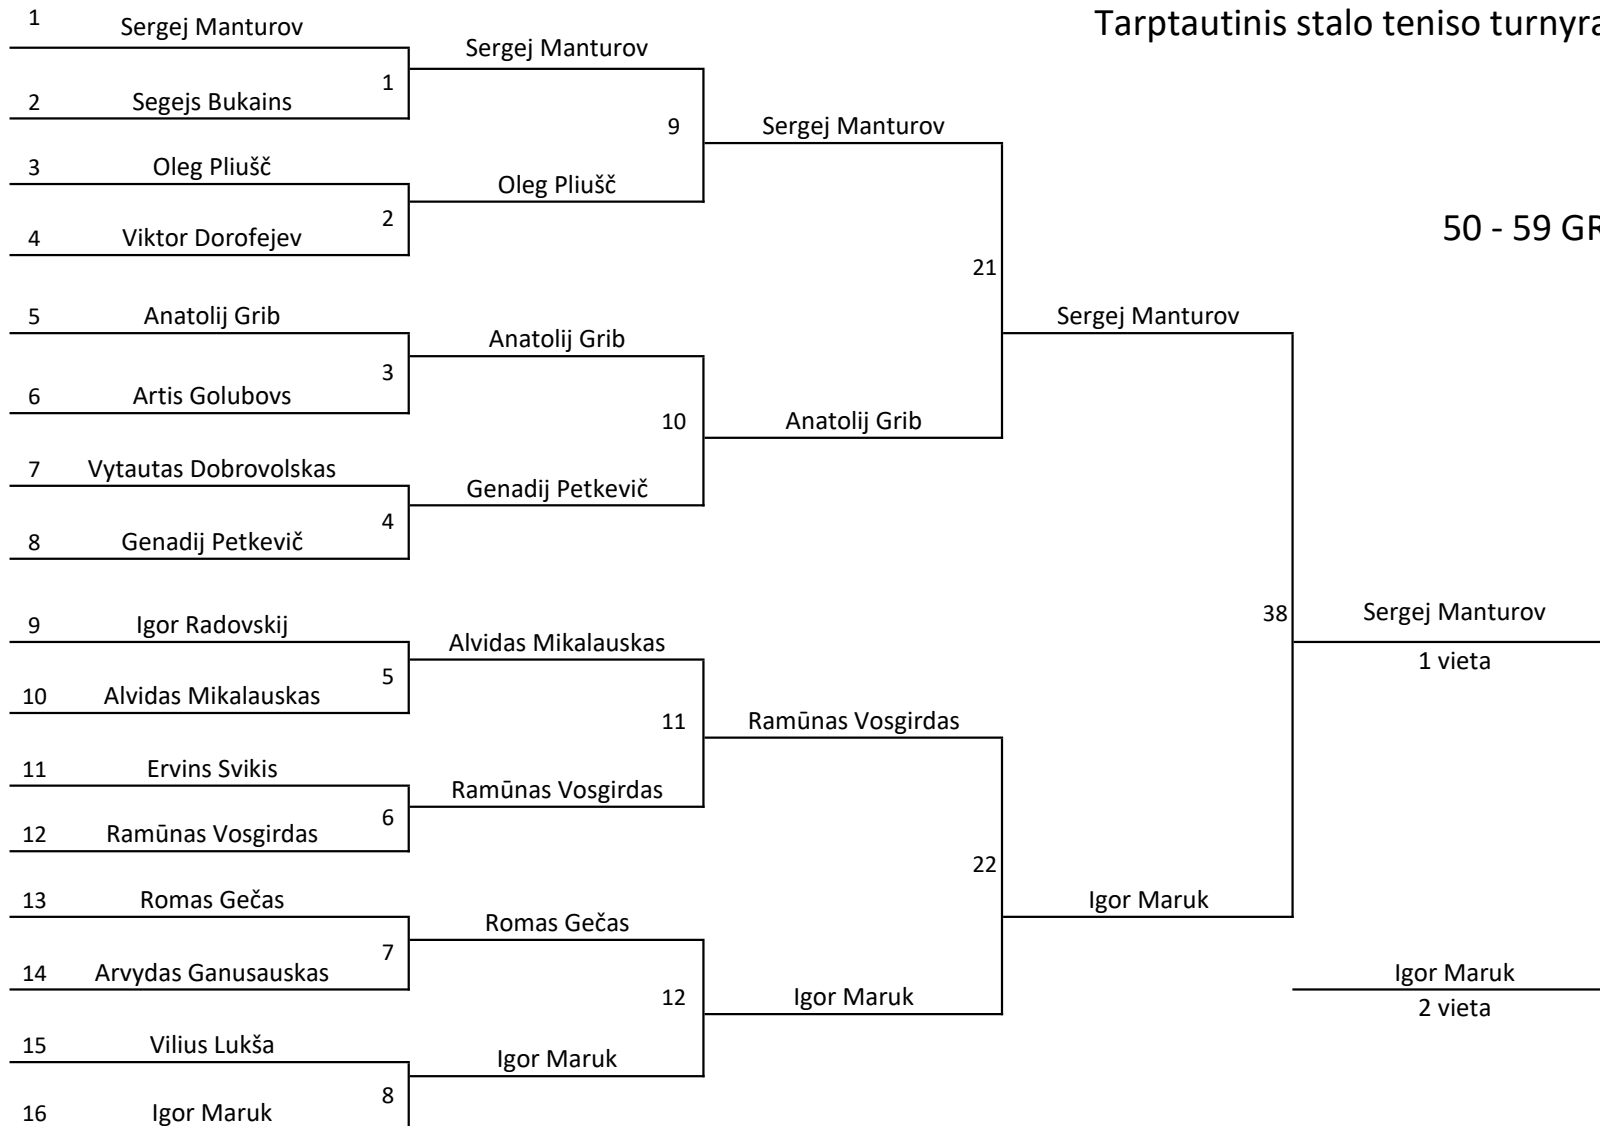 Tarptautinis stalo teniso turnyra
50 - 59 GR
1 Sergej Manturov
2 Segejs Bukains
1
3 Oleg Pliušč
4 Viktor Dorofejev
2
5 Anatolij Grib
6 Artis Golubovs
3
7 Vytautas Dobrovolskas
8 Genadij Petkevič
4
9 Igor Radovskij
10 Alvidas Mikalauskas
5
11 Ervins Svikis
12 Ramūnas Vosgirdas
6
13 Romas Gečas
14 Arvydas Ganusauskas
7
15 Vilius Lukša
16 Igor Maruk
8
Sergej Manturov
Oleg Pliušč
9
Anatolij Grib
Genadij Petkevič
10
Alvidas Mikalauskas
Ramūnas Vosgirdas
11
Romas Gečas
Igor Maruk
12
Sergej Manturov
Anatolij Grib
21
Ramūnas Vosgirdas
Igor Maruk
22
Sergej Manturov
Igor Maruk
38
Sergej Manturov
1 vieta
Igor Maruk
2 vieta